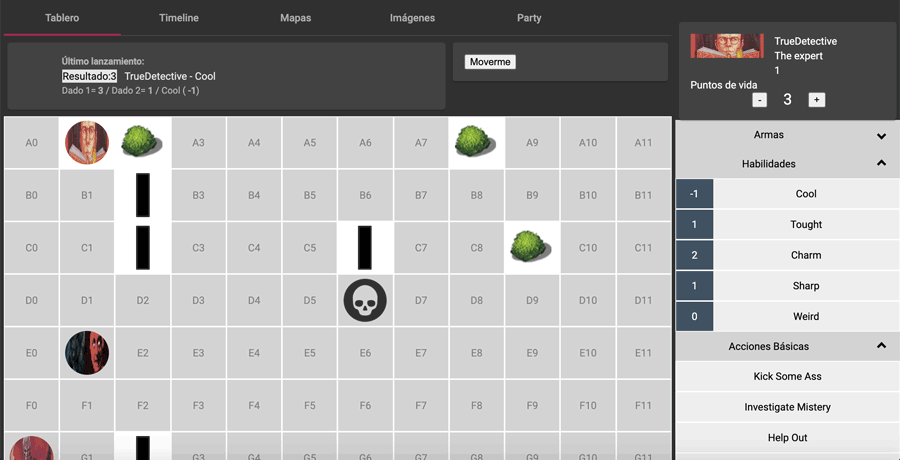 Tablero Timeline Mapas Imágenes Party
Último lanzamiento:
Resultado:3 TrueDetective - Cool
Dado 1= 3 / Dado 2= 1 / Cool ( -1)
Moverme
TrueDetective
The expert
1
Puntos de vida
- 3 +
A0 A3 A4 A5 A6 A7 A9 A10 A11
B0 B1 B3 B4 B5 B6 B7 B8 B9 B10 B11
C0 C1 C3 C4 C5 C7 C8 C10 C11
D0 D1 D2 D3 D4 D5 D7 D8 D9 D10 D11
E0 E2 E3 E4 E5 E6 E7 E8 E9 E10 E11
F0 F1 F2 F3 F4 F5 F6 F7 F8 F9 F10 F11
G1 G3 G4 G5 G6 G7 G8 G9 G10 G11
Armas
Habilidades
-1 Cool
1 Tought
2 Charm
1 Sharp
0 Weird
Acciones Básicas
Kick Some Ass
Investigate Mistery
Help Out